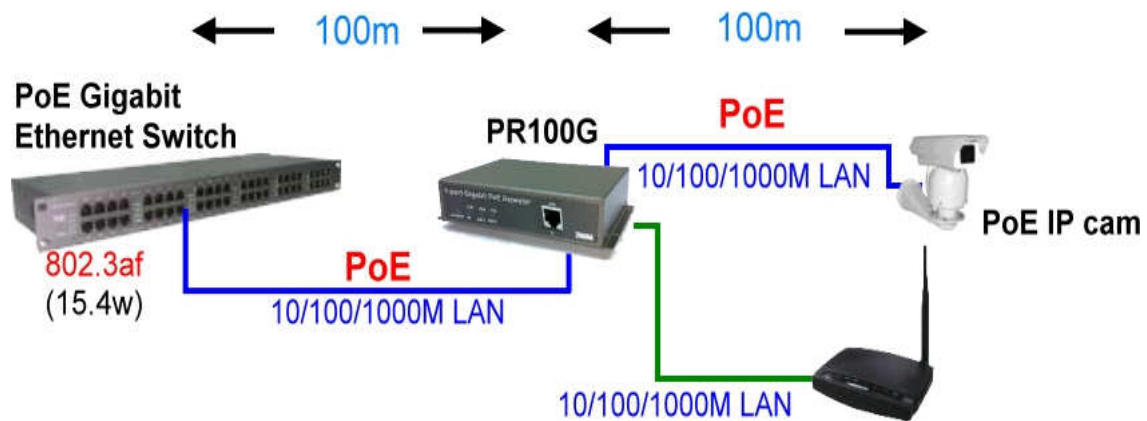 100m
100m
PoE Gigabit
Ethernet Switch
PR100G
PoE
10/100/1000M LAN
PoE IP cam
802.3af
(15.4w)
PoE
10/100/1000M LAN
10/100/1000M LAN